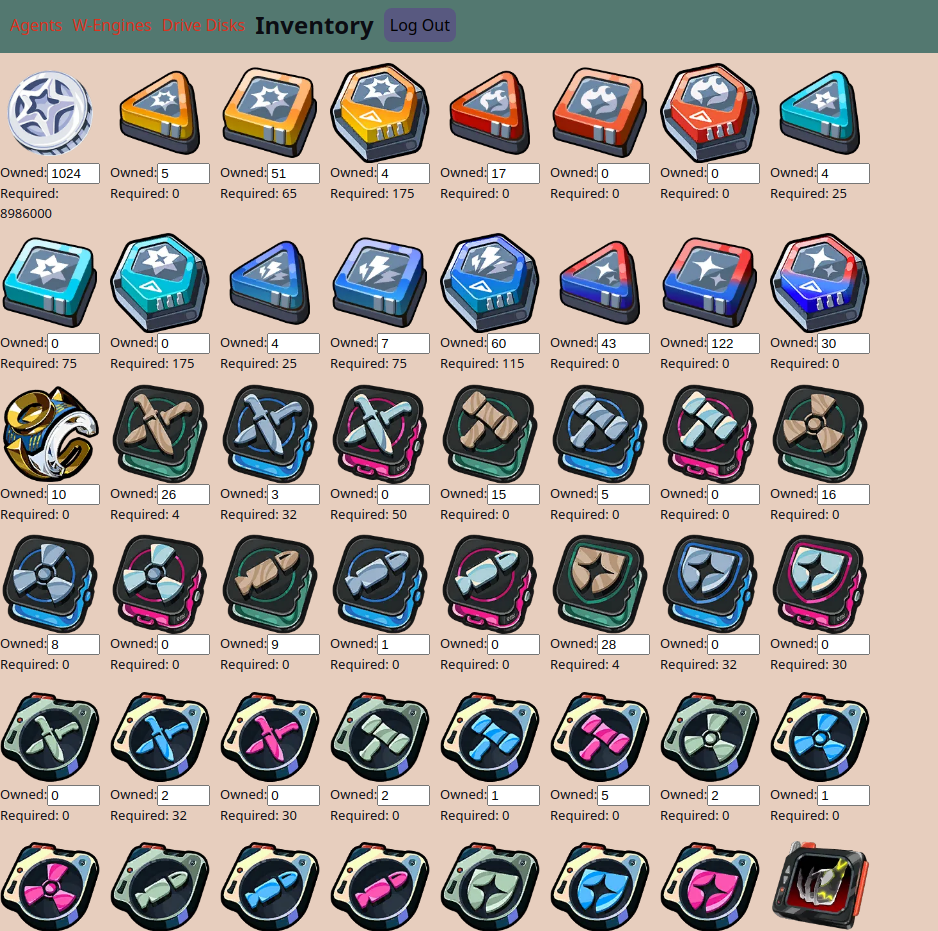 Agents W-Engines Drive Disks Inventory Log Out
Owned: 1024 Owned: 5 Owned: 51 Owned: 4 Owned: 17 Owned: 0 Owned: 0 Owned: 4
Required: Required: 0 Required: 65 Required: 175 Required: 0 Required: 0 Required: 0 Required: 25
8986000
Owned: 0 Owned: 0 Owned: 4 Owned: 7 Owned: 60 Owned: 43 Owned: 122 Owned: 30
Required: 75 Required: 175 Required: 25 Required: 75 Required: 115 Required: 0 Required: 0 Required: 0
Owned: 10 Owned: 26 Owned: 3 Owned: 0 Owned: 15 Owned: 5 Owned: 0 Owned: 16
Required: 0 Required: 4 Required: 32 Required: 50 Required: 0 Required: 0 Required: 0 Required: 0
Owned: 8 Owned: 0 Owned: 9 Owned: 1 Owned: 0 Owned: 28 Owned: 0 Owned: 0
Required: 0 Required: 0 Required: 0 Required: 0 Required: 0 Required: 4 Required: 32 Required: 30
Owned: 0 Owned: 2 Owned: 0 Owned: 2 Owned: 1 Owned: 5 Owned: 2 Owned: 1
Required: 0 Required: 32 Required: 30 Required: 0 Required: 0 Required: 0 Required: 0 Required: 0